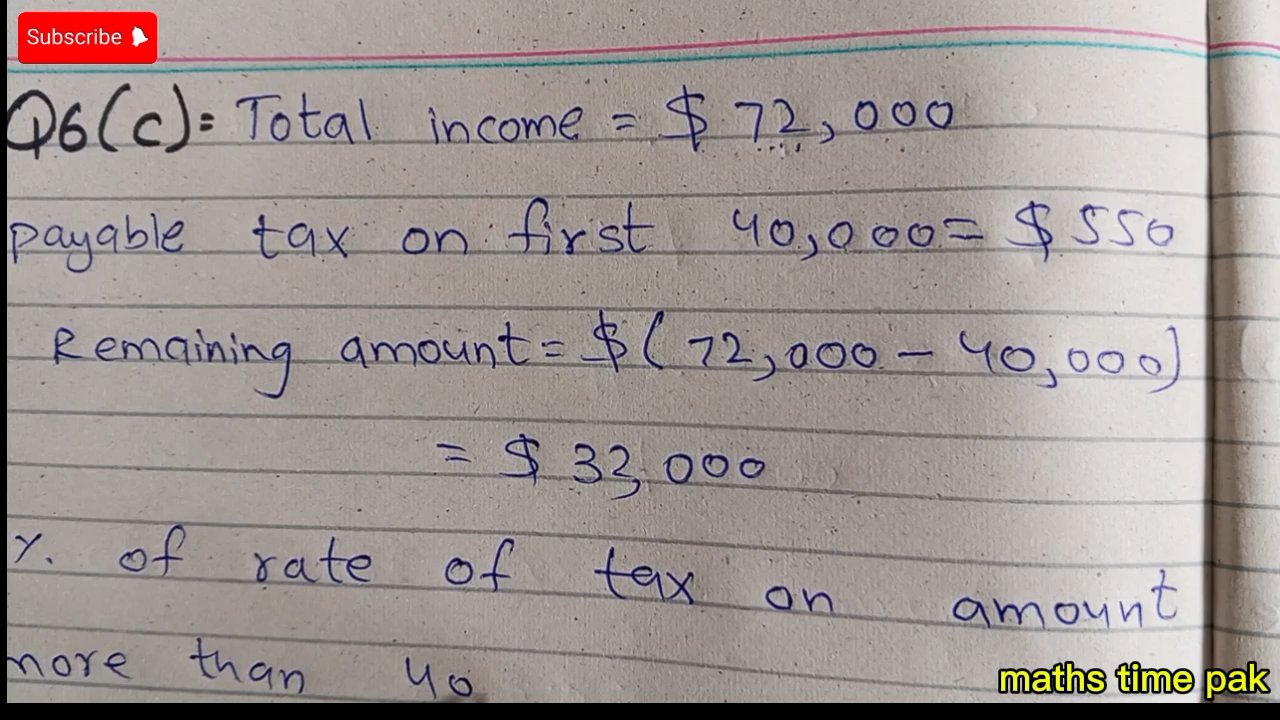 Subscribe
Q6(c)= Total income = $ 72,000
payable tax on first 40,000= $ 550
Remaining amount= $( 72,000 - 40,000)
= $ 32,000
%. of rate of tax on amount
more than 40
maths time pak